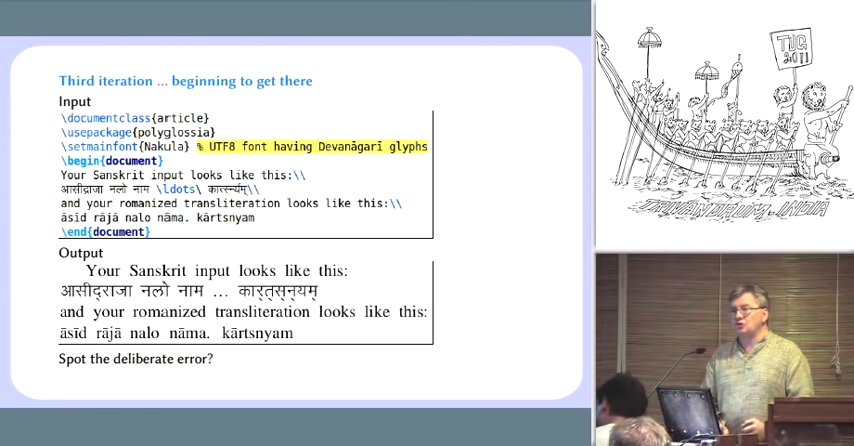 Third iteration ... beginning to get there
Input
\documentclass{article}
\usepackage{polyglossia}
\setmainfont{Nakula} % UTF8 font having Devanāgarī glyphs
\begin{document}
Your Sanskrit input looks like this:\\
आसीद्राजा नलो नाम \ldots\ कार्त्स्न्यम्\\
and your romanized transliteration looks like this:\\
āsīd rājā nalo nāma. kārtsnyam
\end{document}
Output
Your Sanskrit input looks like this:
आसीद्‌राजा नलो नाम ... कार्‌त्‌स्‌न्‌यम्
and your romanized transliteration looks like this:
āsīd rājā nalo nāma. kārtsnyam
Spot the deliberate error?
TUG
2011
TRIVANDRUM-INDIA